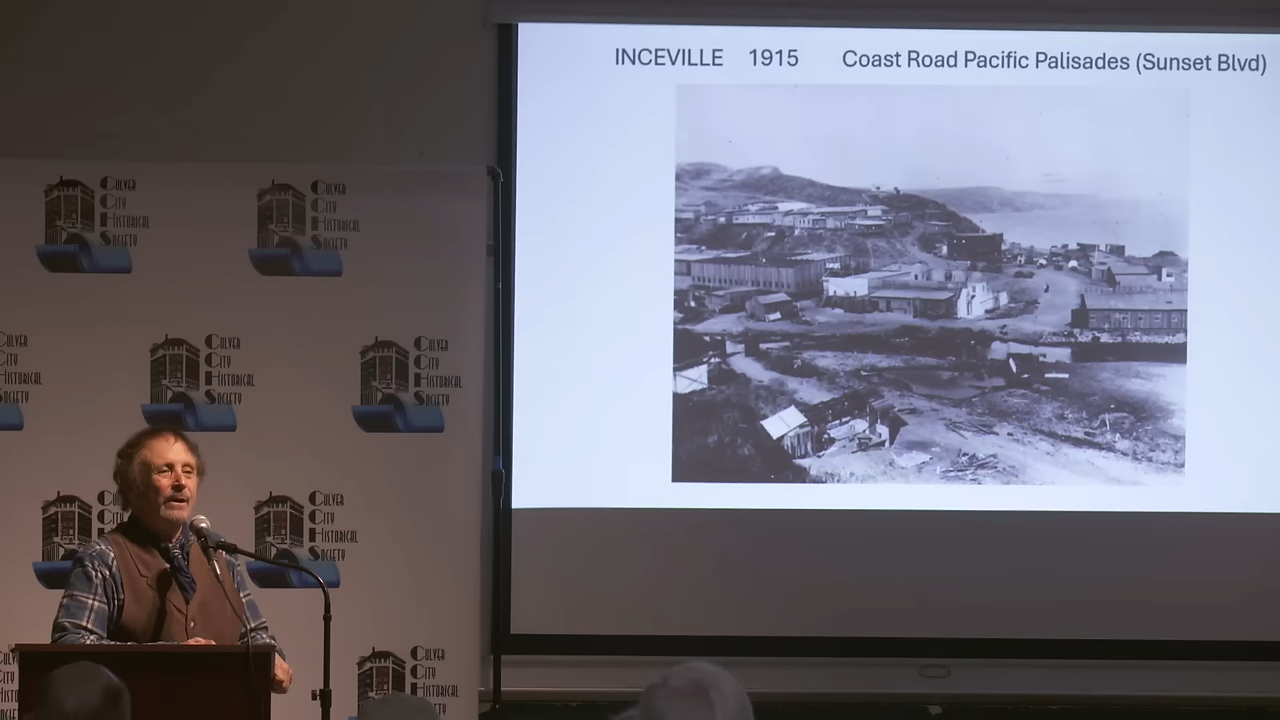 INCEVILLE 1915 Coast Road Pacific Palisades (Sunset Blvd)
CULVER
CITY
HISTORICAL
SOCIETY
CULVER
CITY
HISTORICAL
SOCIETY
CITY
HISTORICAL
SOCIETY
CULVER
CITY
HISTORICAL
SOCIETY
CULVER
CITY
HISTORICAL
SOCIETY
CULVER
CITY
HISTORICAL
SOCIETY
CULVER
CITY
HISTORICAL
SOCIETY